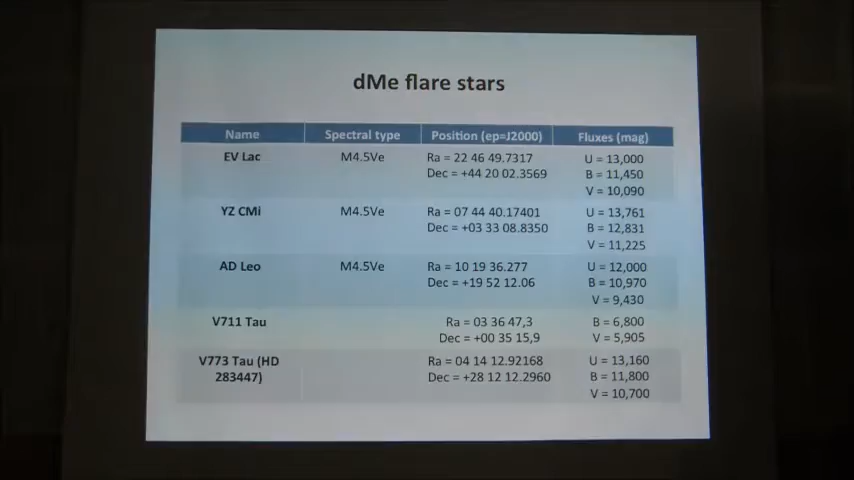 dMe flare stars
Name Spectral type Position (ep=J2000) Fluxes (mag)
EV Lac M4.5Ve Ra = 22 46 49.7317 U = 13,000
Dec = +44 20 02.3569 B = 11,450
V = 10,090
YZ CMi M4.5Ve Ra = 07 44 40.17401 U = 13,761
Dec = +03 33 08.8350 B = 12,831
V = 11,225
AD Leo M4.5Ve Ra = 10 19 36.277 U = 12,000
Dec = +19 52 12.06 B = 10,970
V = 9,430
V711 Tau Ra = 03 36 47,3 B = 6,800
Dec = +00 35 15,9 V = 5,905
V773 Tau (HD Ra = 04 14 12.92168 U = 13,160
283447) Dec = +28 12 12.2960 B = 11,800
V = 10,700